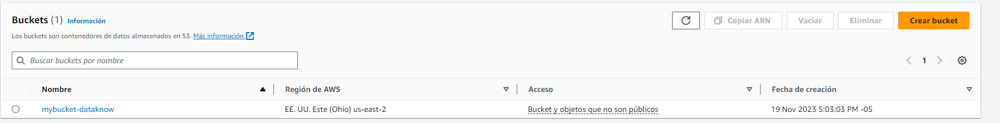 Buckets (1) Información
Copiar ARN Vaciar Eliminar Crear bucket
Los buckets son contenedores de datos almacenados en S3. Más información
Buscar buckets por nombre
1
Nombre Región de AWS Acceso Fecha de creación
mybucket-dataknow EE. UU. Este (Ohio) us-east-2 Bucket y objetos que no son públicos 19 Nov 2023 5:03:03 PM -05